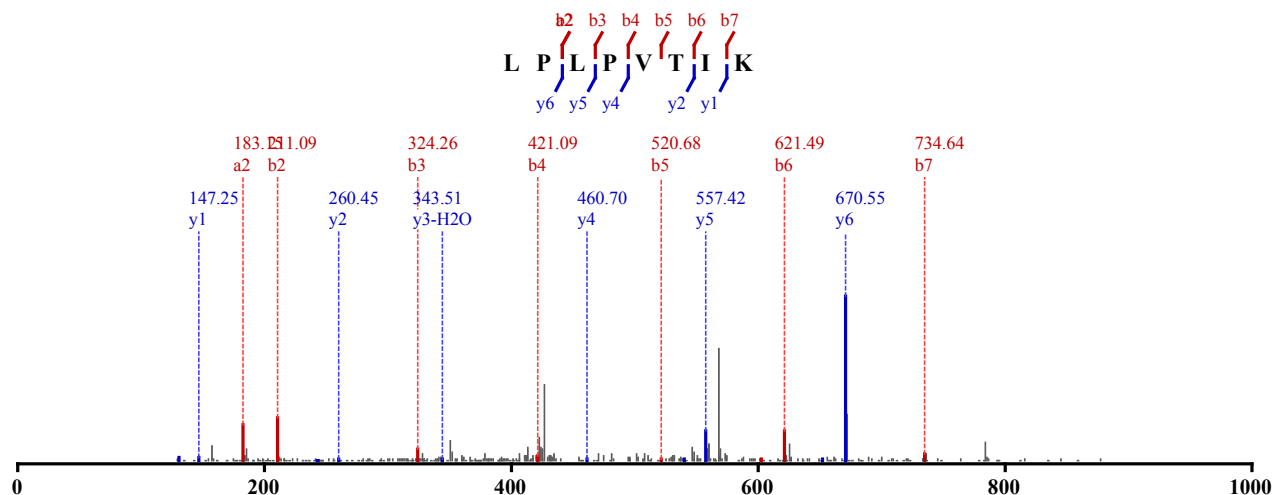 a2 b2 b3 b4 b5 b6 b7
L P L P V T I K
y6 y5 y4 y2 y1
183.15 211.09 324.26 421.09 520.68 621.49 734.64
a2 b2 b3 b4 b5 b6 b7
147.25 260.45 343.51 460.70 557.42 670.55
y1 y2 y3-H2O y4 y5 y6
0 200 400 600 800 1000